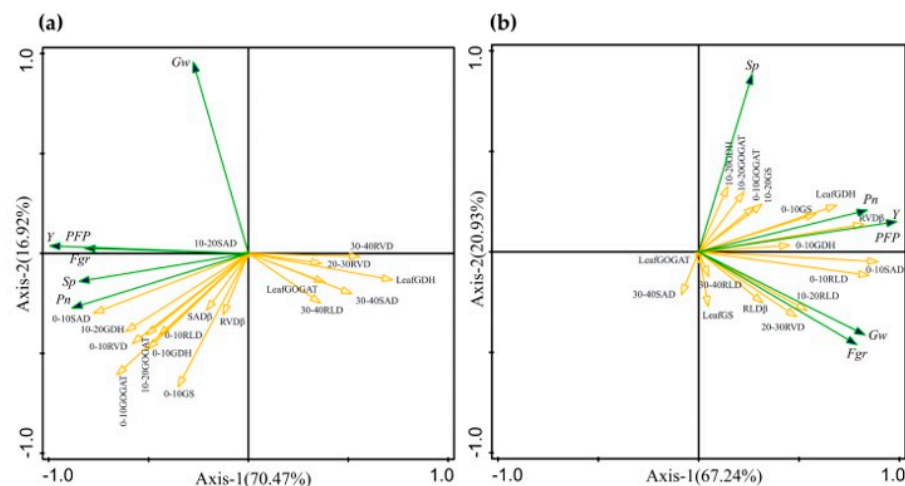 (a)
1.0
Gw
Y
PFP
Fgr
Sp
Pn
10-20SAD
30-40RVD
20-30RVD
LeafGDH
LeafGOGAT
30-40SAD
30-40RLD
0-10SAD
10-20GDH
0-10RVD
SADβ
RVDβ
0-10RLD
0-10GDH
10-20GOGAT
0-10GOGAT
0-10GS
Axis-2(16.92%)
-1.0
-1.0
Axis-1(70.47%)
1.0
(b)
1.0
Sp
10-20GDH
10-20GOGAT
0-10GOGAT
10-20GS
LeafGDH
Pn
0-10GS
Y
RVDβ
PFP
0-10GDH
LeafGOGAT
0-10SAD
30-40RLD
0-10RLD
30-40SAD
10-20RLD
LeafGS
RLDβ
20-30RVD
Gw
Fgr
Axis-2(20.93%)
-1.0
-1.0
Axis-1(67.24%)
1.0